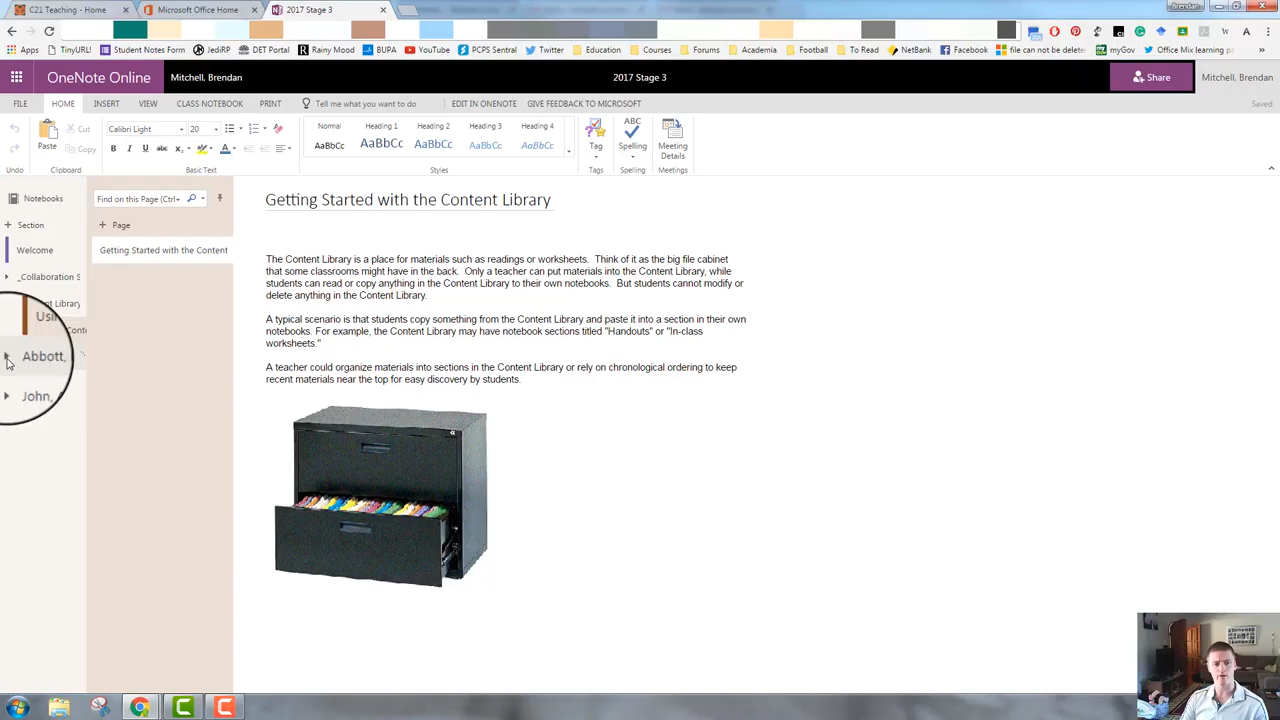 C21 Teaching - Home
Microsoft Office Home
2017 Stage 3
Brendan
Apps
TinyURL!
Student Notes Form
JediRP
DET Portal
Rainy Mood
BUPA
YouTube
PCPS Sentral
Twitter
Education
Courses
Forums
Academia
Football
To Read
NetBank
Facebook
file can not be delete
myGov
Office Mix learning p
OneNote Online
Mitchell, Brendan
2017 Stage 3
Share
Mitchell, Brendan
FILE
HOME
INSERT
VIEW
CLASS NOTEBOOK
PRINT
Tell me what you want to do
EDIT IN ONENOTE
GIVE FEEDBACK TO MICROSOFT
Saved
Calibri Light
20
Normal
Heading 1
Heading 2
Heading 3
Heading 4
ABC
Paste
Cut
Copy
AaBbCc
AaBbCc
AaBbCc
AaBbCc
AaBbCc
Tag
Spelling
Meeting
Details
Undo
Clipboard
Basic Text
Styles
Tags
Spelling
Meetings
Notebooks
Find on this Page (Ctrl+
Section
Page
Welcome
Getting Started with the Content
_Collaboration S
nt Library
Usi
Conte
Abbott,
John,
Getting Started with the Content Library
The Content Library is a place for materials such as readings or worksheets. Think of it as the big file cabinet
that some classrooms might have in the back. Only a teacher can put materials into the Content Library, while
students can read or copy anything in the Content Library to their own notebooks. But students cannot modify or
delete anything in the Content Library.
A typical scenario is that students copy something from the Content Library and paste it into a section in their own
notebooks. For example, the Content Library may have notebook sections titled "Handouts" or "In-class
worksheets."
A teacher could organize materials into sections in the Content Library or rely on chronological ordering to keep
recent materials near the top for easy discovery by students.